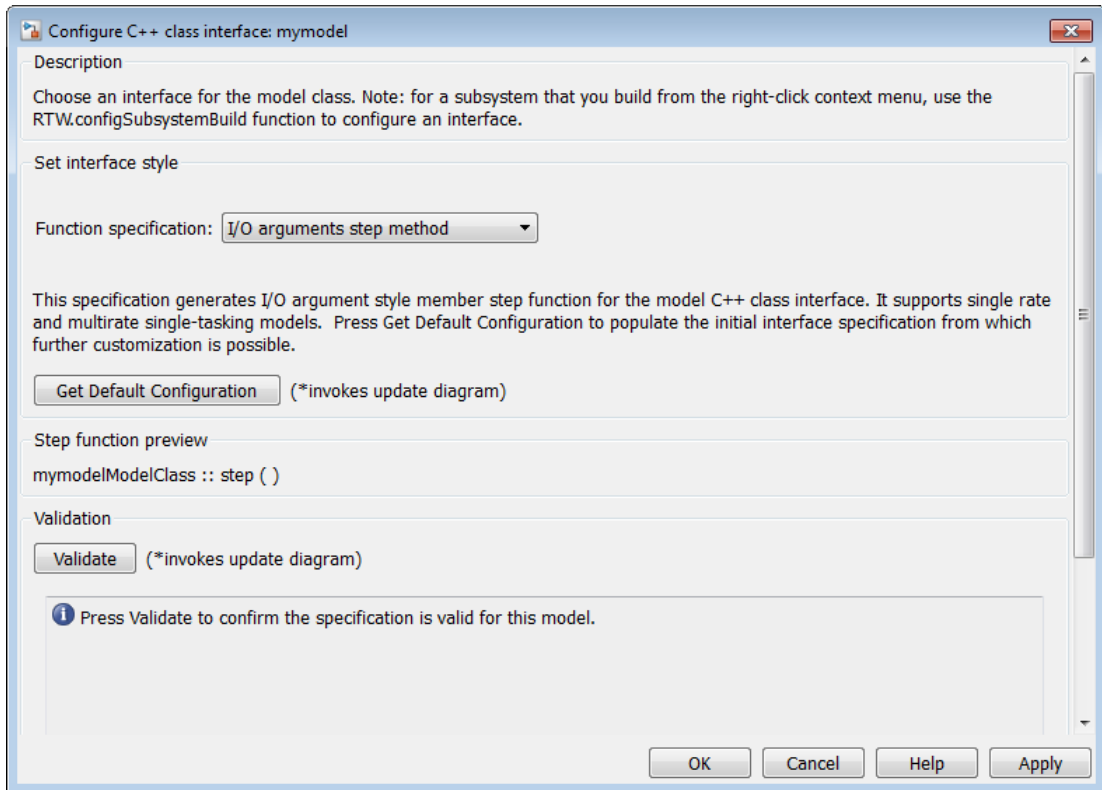 Configure C++ class interface: mymodel
Description
Choose an interface for the model class. Note: for a subsystem that you build from the right-click context menu, use the
RTW.configSubsystemBuild function to configure an interface.
Set interface style
Function specification: I/O arguments step method
This specification generates I/O argument style member step function for the model C++ class interface. It supports single rate
and multirate single-tasking models.  Press Get Default Configuration to populate the initial interface specification from which
further customization is possible.
Get Default Configuration (*invokes update diagram)
Step function preview
mymodelModelClass :: step ( )
Validation
Validate (*invokes update diagram)
Press Validate to confirm the specification is valid for this model.
OK Cancel Help Apply